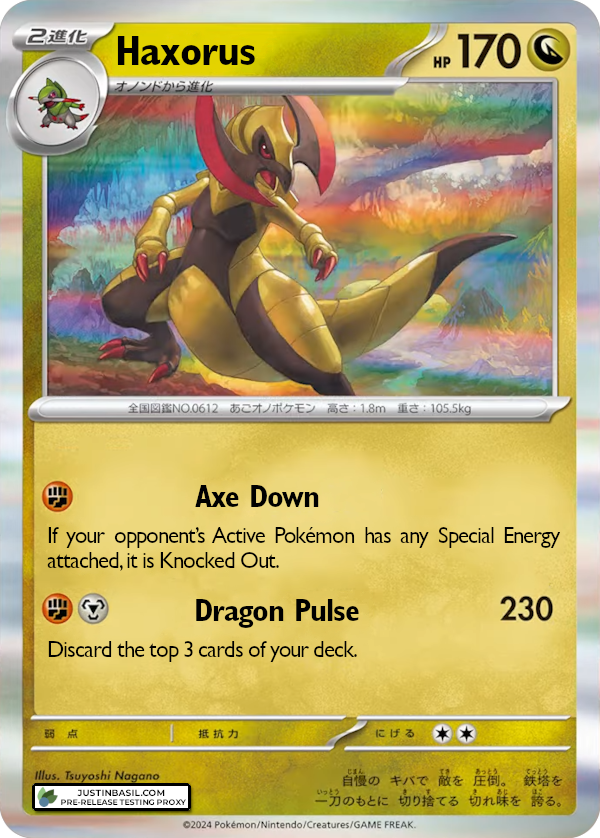 2進化
Haxorus
HP 170
オノンドから進化
全国図鑑NO.0612 あごオノポケモン 高さ:1.8m 重さ:105.5kg
Axe Down
If your opponent's Active Pokémon has any Special Energy
attached, it is Knocked Out.
Dragon Pulse 230
Discard the top 3 cards of your deck.
弱点 抵抗力 にげる
Illus. Tsuyoshi Nagano
自慢の キバで 敵を 圧倒。 鉄塔を
一刀のもとに 切り捨てる 切れ味を 誇る。
JUSTINBASIL.COM
PRE-RELEASE TESTING PROXY
©2024 Pokémon/Nintendo/Creatures/GAME FREAK.